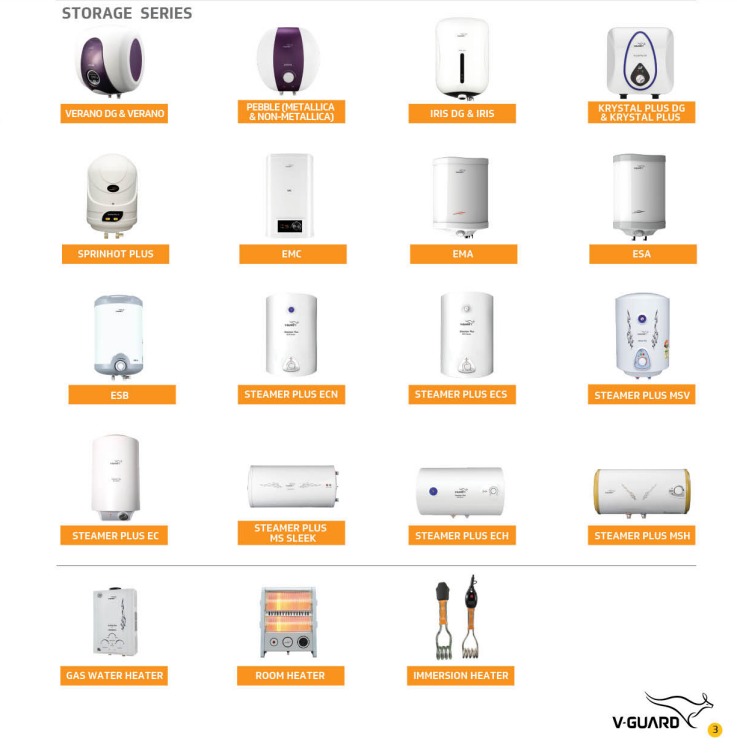 STORAGE SERIES
VERANO DG & VERANO
PEBBLE (METALLICA
& NON-METALLICA)
IRIS DG & IRIS
KRYSTAL PLUS DG
& KRYSTAL PLUS
SPRINHOT PLUS
EMC
EMA
ESA
ESB
STEAMER PLUS ECN
STEAMER PLUS ECS
STEAMER PLUS MSV
STEAMER PLUS EC
STEAMER PLUS
MS SLEEK
STEAMER PLUS ECH
STEAMER PLUS MSH
GAS WATER HEATER
ROOM HEATER
IMMERSION HEATER
V-GUARD
3